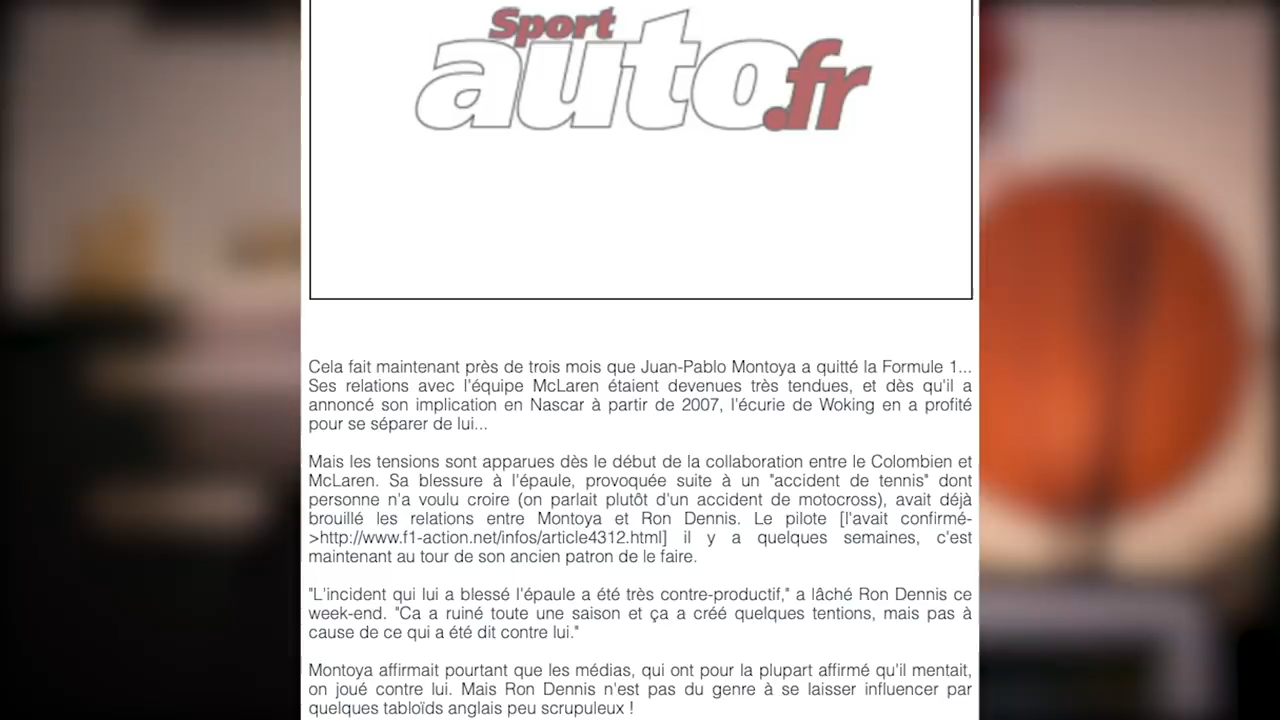 Sport
auto.fr
Cela fait maintenant près de trois mois que Juan-Pablo Montoya a quitté la Formule 1...
Ses relations avec l'équipe McLaren étaient devenues très tendues, et dès qu'il a
annoncé son implication en Nascar à partir de 2007, l'écurie de Woking en a profité
pour se séparer de lui...
Mais les tensions sont apparues dès le début de la collaboration entre le Colombien et
McLaren. Sa blessure à l'épaule, provoquée suite à un "accident de tennis" dont
personne n'a voulu croire (on parlait plutôt d'un accident de motocross), avait déjà
brouillé les relations entre Montoya et Ron Dennis. Le pilote [l'avait confirmé-
>http://www.f1-action.net/infos/article4312.html] il y a quelques semaines, c'est
maintenant au tour de son ancien patron de le faire.
"L'incident qui lui a blessé l'épaule a été très contre-productif," a lâché Ron Dennis ce
week-end. "Ca a ruiné toute une saison et ça a créé quelques tentions, mais pas à
cause de ce qui a été dit contre lui."
Montoya affirmait pourtant que les médias, qui ont pour la plupart affirmé qu'il mentait,
on joué contre lui. Mais Ron Dennis n'est pas du genre à se laisser influencer par
quelques tabloïds anglais peu scrupuleux !